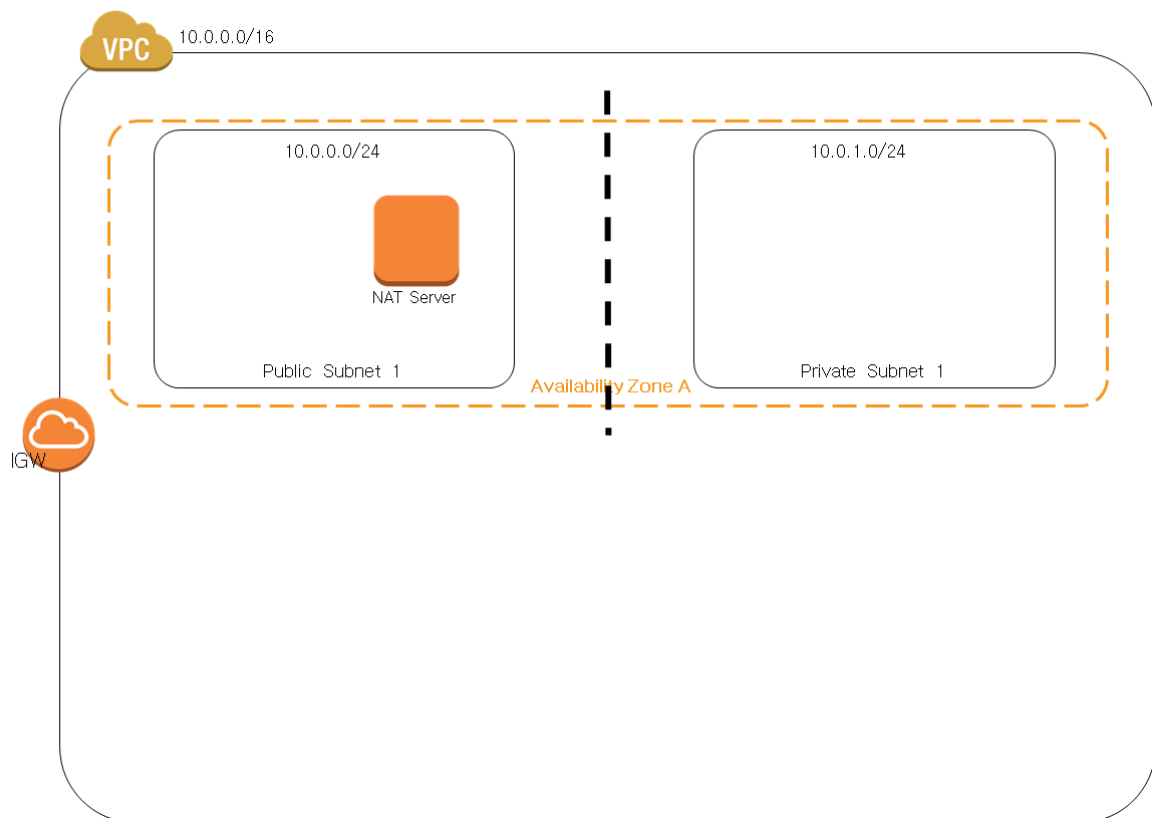 VPC
10.0.0.0/16
10.0.0.0/24
10.0.1.0/24
NAT Server
Public Subnet 1
Private Subnet 1
Availability Zone A
IGW